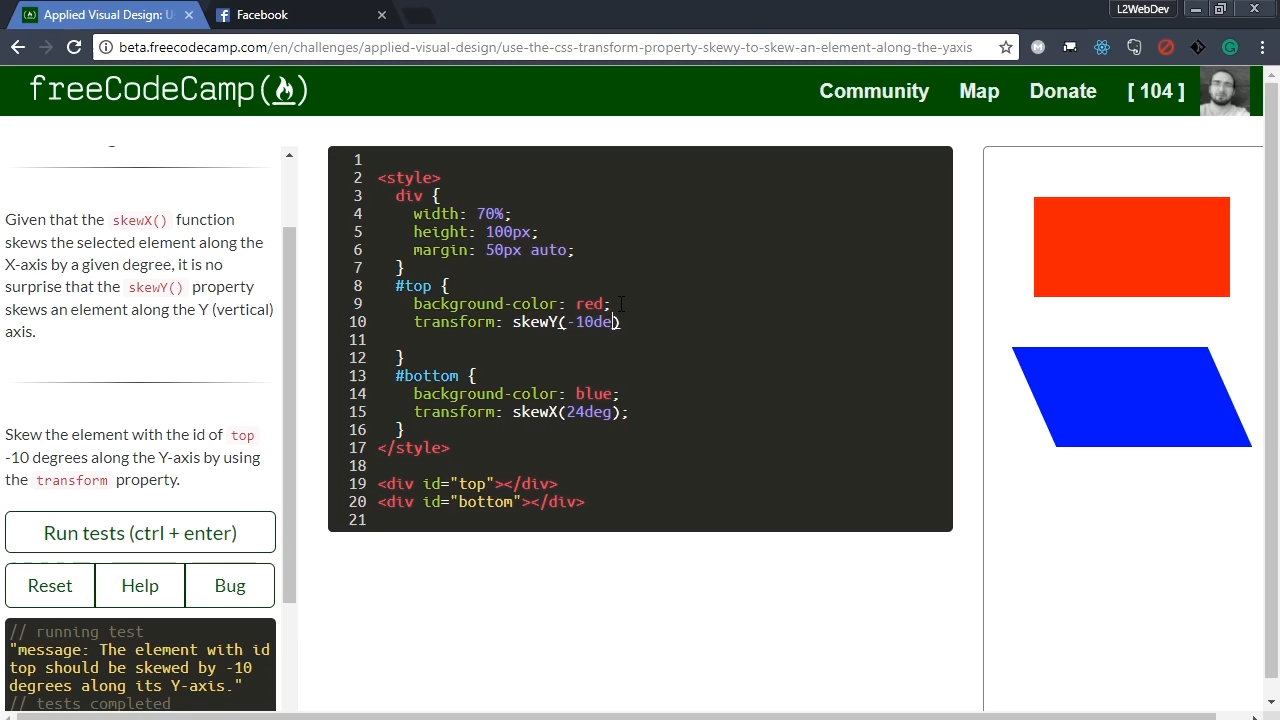 Applied Visual Design: U
Facebook
L2WebDev
beta.freecodecamp.com/en/challenges/applied-visual-design/use-the-css-transform-property-skewy-to-skew-an-element-along-the-yaxis
freeCodeCamp(🔥)
Community Map Donate [ 104 ]
Given that the skewX() function
skews the selected element along the
X-axis by a given degree, it is no
surprise that the skewY() property
skews an element along the Y (vertical)
axis.
Skew the element with the id of top
-10 degrees along the Y-axis by using
the transform property.
Run tests (ctrl + enter)
Reset Help Bug
// running test
"message: The element with id
top should be skewed by -10
degrees along its Y-axis."
// tests completed
1
2 <style>
3 div {
4 width: 70%;
5 height: 100px;
6 margin: 50px auto;
7 }
8 #top {
9 background-color: red;
10 transform: skewY(-10de)
11
12 }
13 #bottom {
14 background-color: blue;
15 transform: skewX(24deg);
16 }
17 </style>
18
19 <div id="top"></div>
20 <div id="bottom"></div>
21